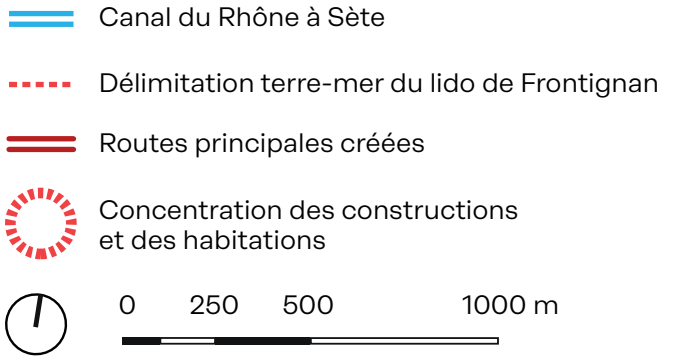 Canal du Rhône à Sète
Délimitation terre-mer du lido de Frontignan
Routes principales créées
Concentration des constructions
et des habitations
0 250 500 1000 m